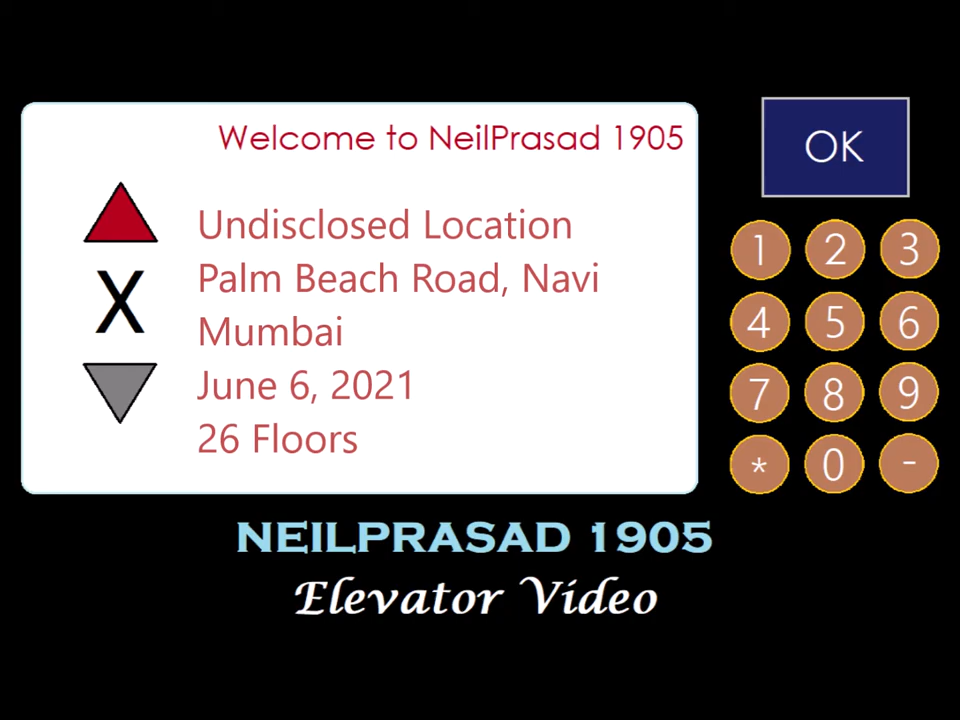 Welcome to NeilPrasad 1905
OK
Undisclosed Location
X
Palm Beach Road, Navi
Mumbai
June 6, 2021
26 Floors
1 2 3
4 5 6
7 8 9
* 0 -
NEILPRASAD 1905
Elevator Video